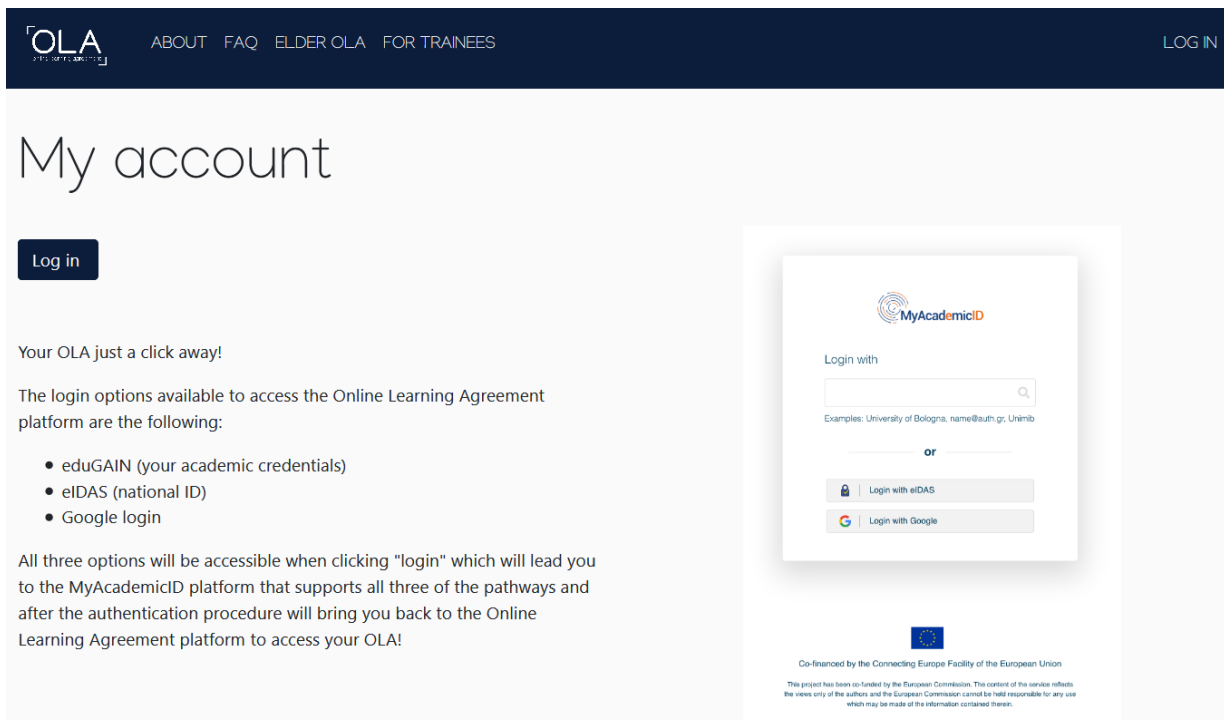 OLA
ABOUT FAQ ELDER OLA FOR TRAINEES
LOG IN
My account
Log in
Your OLA just a click away!
The login options available to access the Online Learning Agreement
platform are the following:
eduGAIN (your academic credentials)
eIDAS (national ID)
Google login
All three options will be accessible when clicking "login" which will lead you
to the MyAcademicID platform that supports all three of the pathways and
after the authentication procedure will bring you back to the Online
Learning Agreement platform to access your OLA!
MyAcademicID
Login with
Examples: University of Bologna, name@auth.gr, Unimib
or
Login with eIDAS
Login with Google
Co-financed by the Connecting Europe Facility of the European Union
This project has been co-funded by the European Commission. The content of the service reflects
the views only of the authors and the European Commission cannot be held responsible for any use
which may be made of the information contained therein.